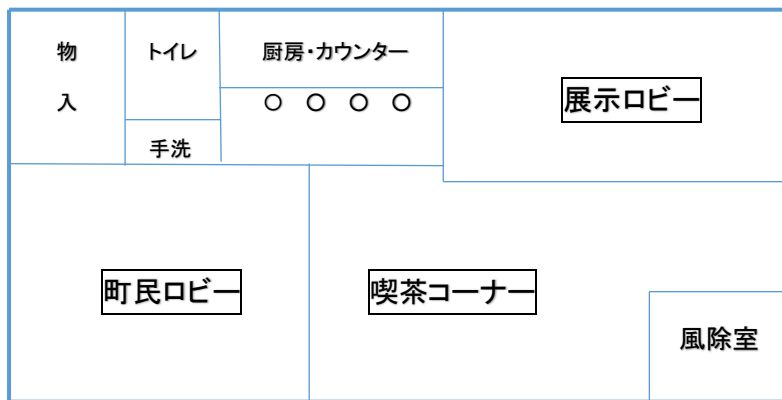 物
入
トイレ
手洗
厨房・カウンター
〇 〇 〇 〇
展示ロビー
町民ロビー
喫茶コーナー
風除室